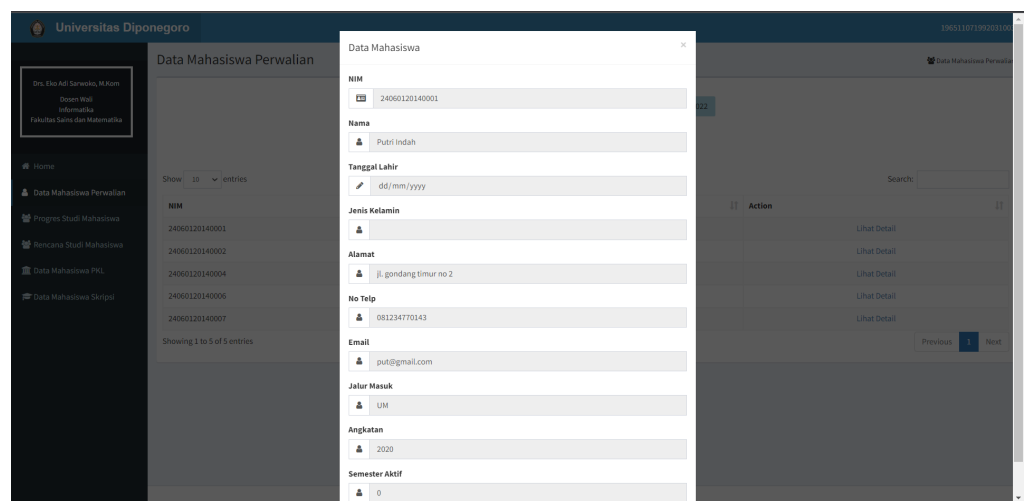 Universitas Diponegoro
Drs. Eko Adi Sarwoko, M.Kom
Dosen Wali
Informatika
Fakultas Sains dan Matematika
Home
Data Mahasiswa Perwalian
Progres Studi Mahasiswa
Rencana Studi Mahasiswa
Data Mahasiswa PKL
Data Mahasiswa Skripsi
Data Mahasiswa Perwalian
Data Mahasiswa Perwalian
Show 10 entries
Search:
NIM
Action
24060120140001
Lihat Detail
24060120140002
Lihat Detail
24060120140004
Lihat Detail
24060120140006
Lihat Detail
24060120140007
Lihat Detail
Showing 1 to 5 of 5 entries
Previous 1 Next
Data Mahasiswa
×
NIM
24060120140001
Nama
Putri Indah
Tanggal Lahir
dd/mm/yyyy
Jenis Kelamin
Alamat
jl. gondang timur no 2
No Telp
081234770143
Email
put@gmail.com
Jalur Masuk
UM
Angkatan
2020
Semester Aktif
0